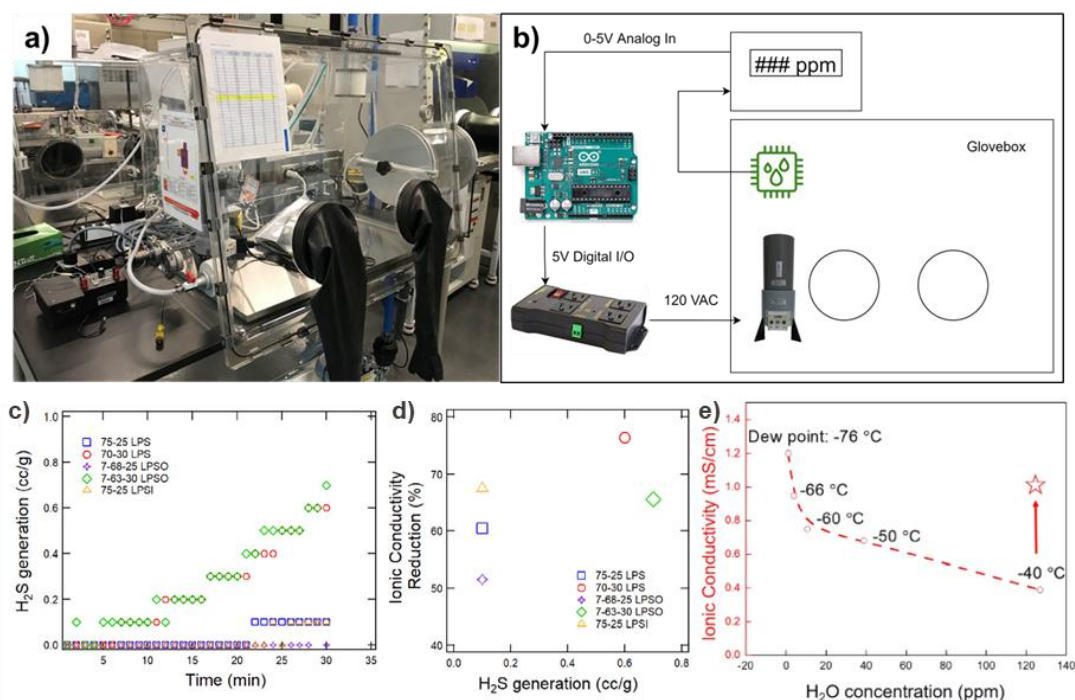 a)
b)
0-5V Analog In
### ppm
Glovebox
5V Digital I/O
120 VAC
c)
H₂S generation (cc/g)
1.0
0.8
0.6
0.4
0.2
0.0
75-25 LPS
70-30 LPS
7-68-25 LPSO
7-63-30 LPSO
75-25 LPSI
5 10 15 20 25 30 35
Time (min)
d)
Ionic Conductivity
Reduction (%)
80
70
60
50
40
75-25 LPS
70-30 LPS
7-68-25 LPSO
7-63-30 LPSO
75-25 LPSI
0.0 0.2 0.4 0.6 0.8
H₂S generation (cc/g)
e)
Ionic Conductivity (mS/cm)
1.4
1.2
1.0
0.8
0.6
0.4
0.2
0.0
Dew point: -76 °C
-66 °C
-60 °C
-50 °C
-40 °C
-20 0 20 40 60 80 100 120 140
H₂O concentration (ppm)